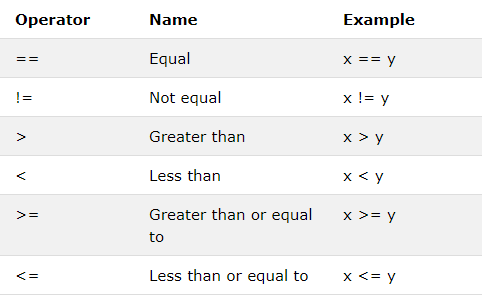 Operator Name Example
== Equal x == y
!= Not equal x != y
> Greater than x > y
< Less than x < y
>= Greater than or equal x >= y
to
<= Less than or equal to x <= y